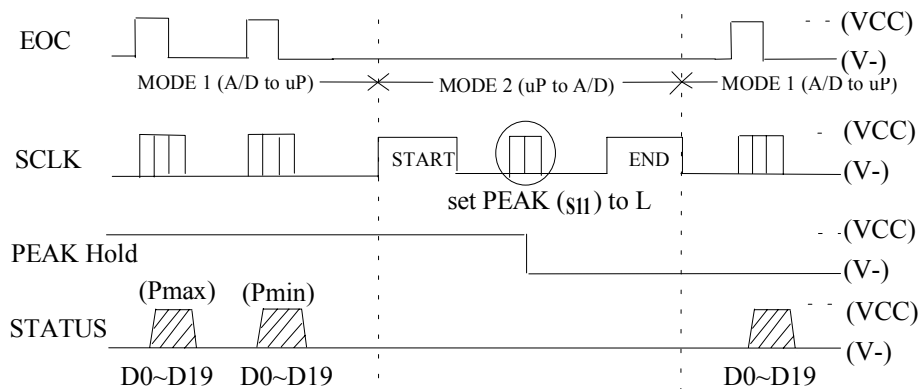 EOC
(VCC)
(V-)
MODE 1 (A/D to uP)
MODE 2 (uP to A/D)
MODE 1 (A/D to uP)
SCLK
START
END
(VCC)
(V-)
set PEAK (S11) to L
PEAK Hold
(VCC)
(V-)
STATUS
(Pmax)
(Pmin)
(VCC)
(V-)
D0~D19
D0~D19
D0~D19